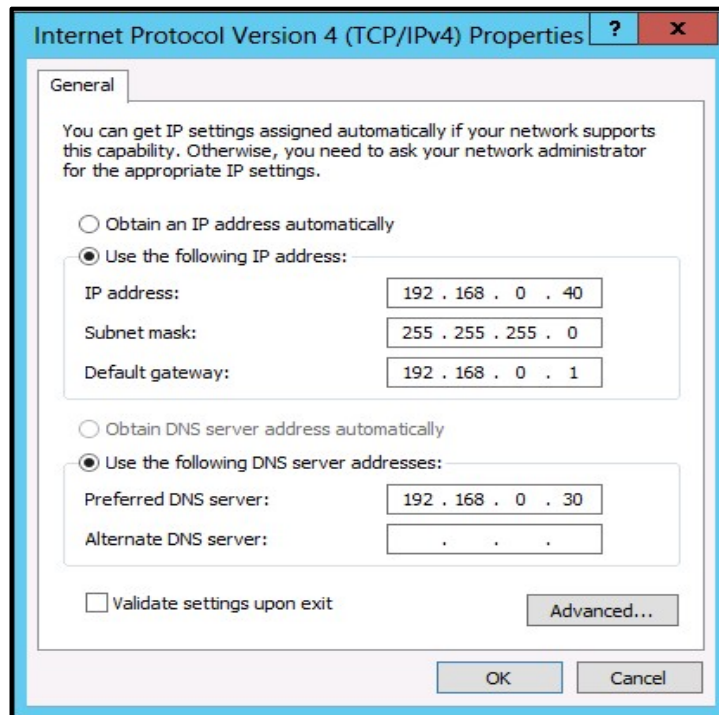 Internet Protocol Version 4 (TCP/IPv4) Properties ? x
General
You can get IP settings assigned automatically if your network supports
this capability. Otherwise, you need to ask your network administrator
for the appropriate IP settings.
Obtain an IP address automatically
Use the following IP address:
IP address: 192 . 168 . 0 . 40
Subnet mask: 255 . 255 . 255 . 0
Default gateway: 192 . 168 . 0 . 1
Obtain DNS server address automatically
Use the following DNS server addresses:
Preferred DNS server: 192 . 168 . 0 . 30
Alternate DNS server: . . .
Validate settings upon exit
Advanced...
OK Cancel